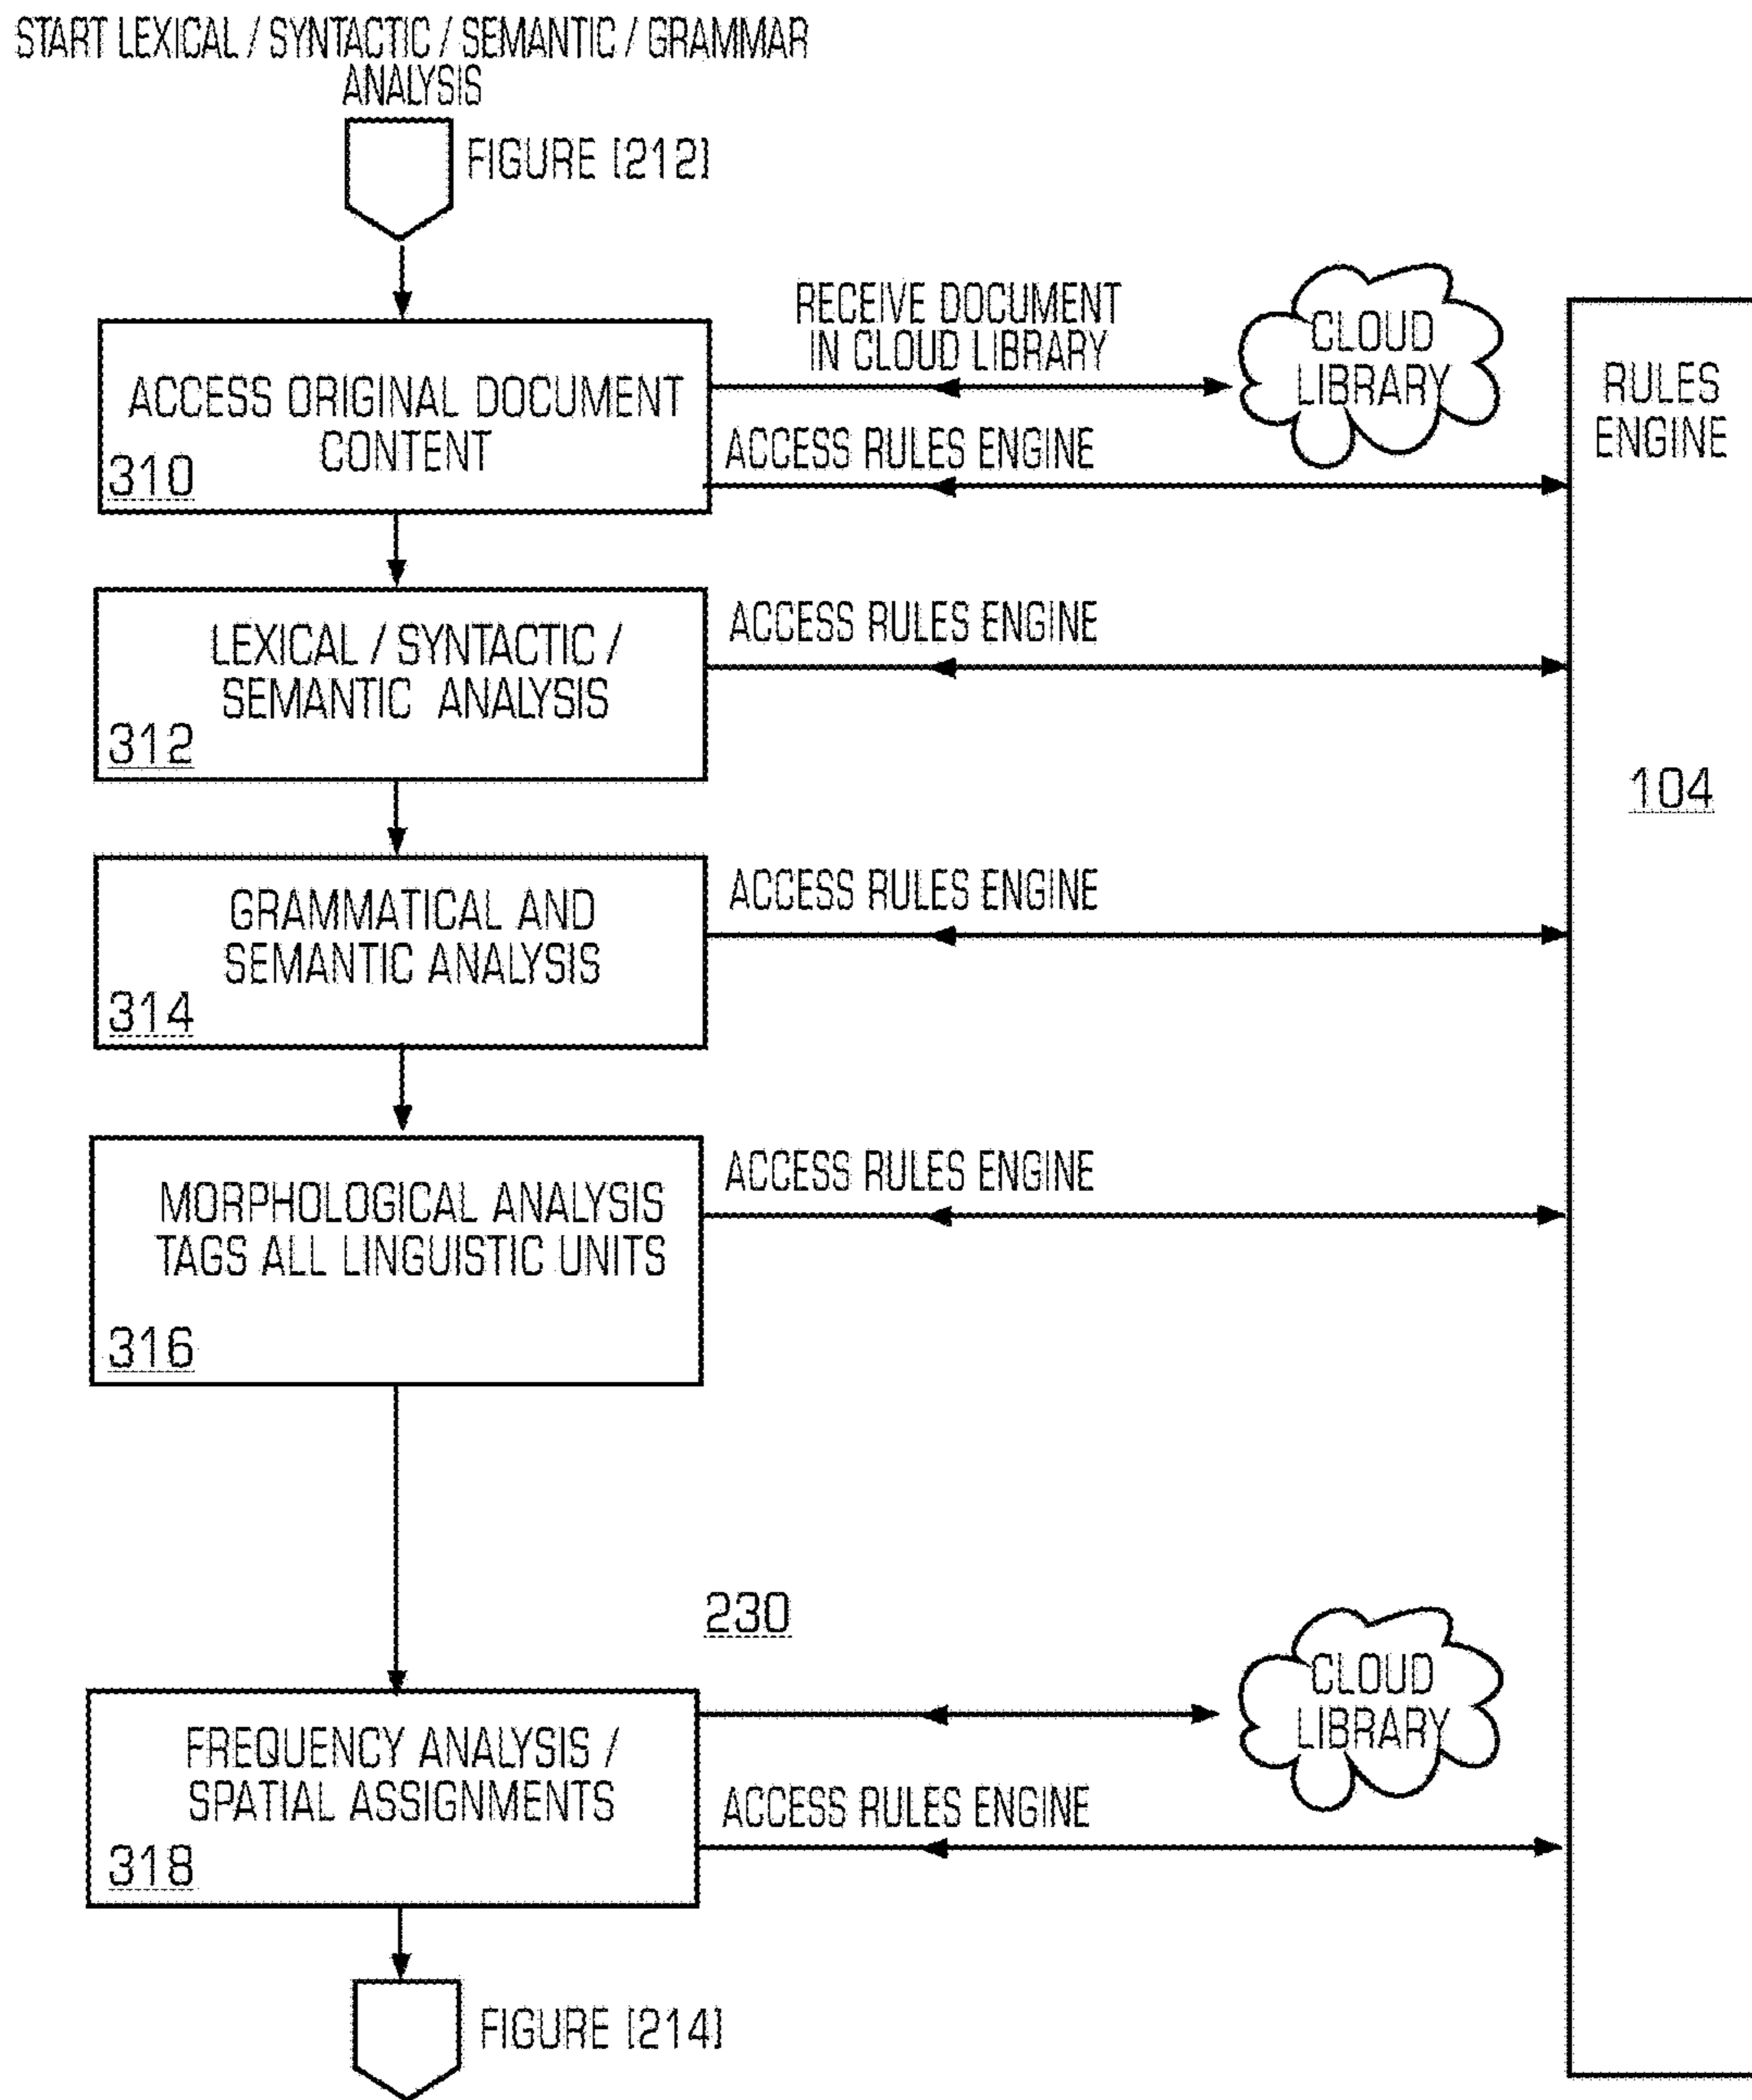 START LEXICAL / SYNTACTIC / SEMANTIC / GRAMMAR
ANALYSIS
FIGURE [212]
RECEIVE DOCUMENT
IN CLOUD LIBRARY
CLOUD
LIBRARY
RULES
ENGINE
104
ACCESS ORIGINAL DOCUMENT
CONTENT
310
ACCESS RULES ENGINE
LEXICAL / SYNTACTIC /
SEMANTIC ANALYSIS
312
ACCESS RULES ENGINE
GRAMMATICAL AND
SEMANTIC ANALYSIS
314
ACCESS RULES ENGINE
MORPHOLOGICAL ANALYSIS
TAGS ALL LINGUISTIC UNITS
316
ACCESS RULES ENGINE
230
CLOUD
LIBRARY
FREQUENCY ANALYSIS /
SPATIAL ASSIGNMENTS
318
ACCESS RULES ENGINE
FIGURE [214]